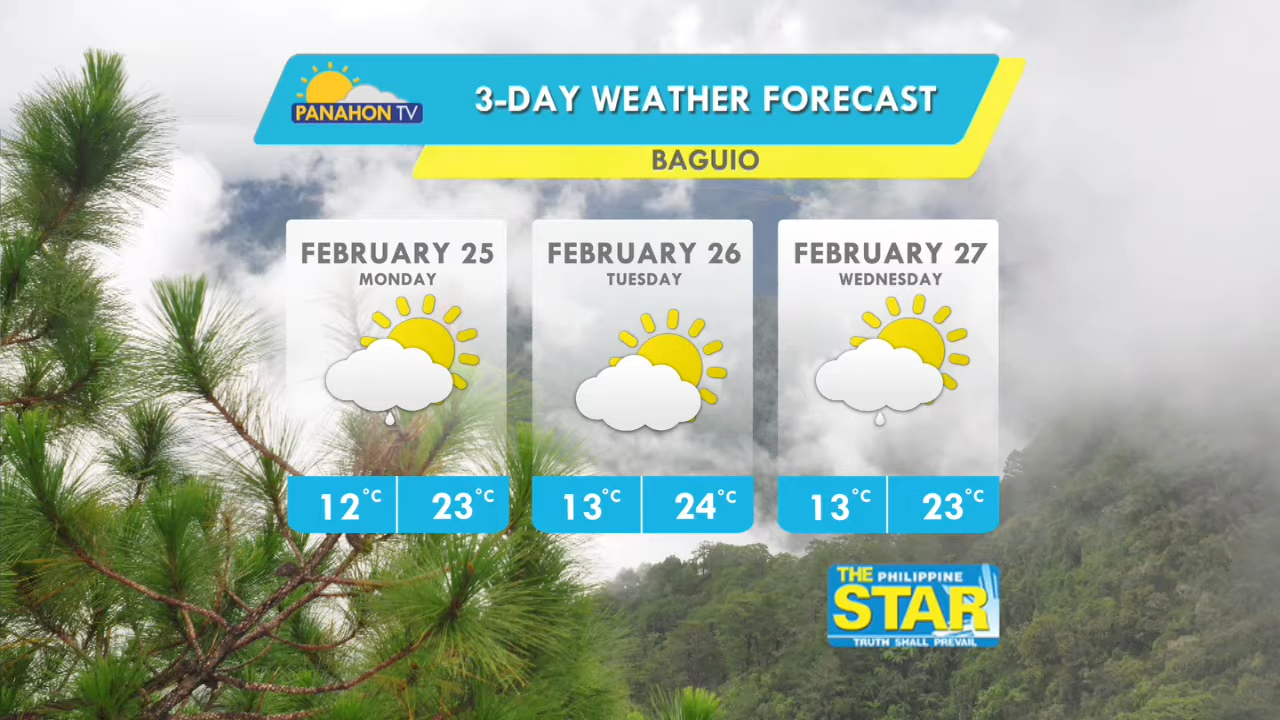 PANAHON TV
3-DAY WEATHER FORECAST
BAGUIO
FEBRUARY 25
MONDAY
12°C 23°C
FEBRUARY 26
TUESDAY
13°C 24°C
FEBRUARY 27
WEDNESDAY
13°C 23°C
THE PHILIPPINE
STAR
TRUTH SHALL PREVAIL